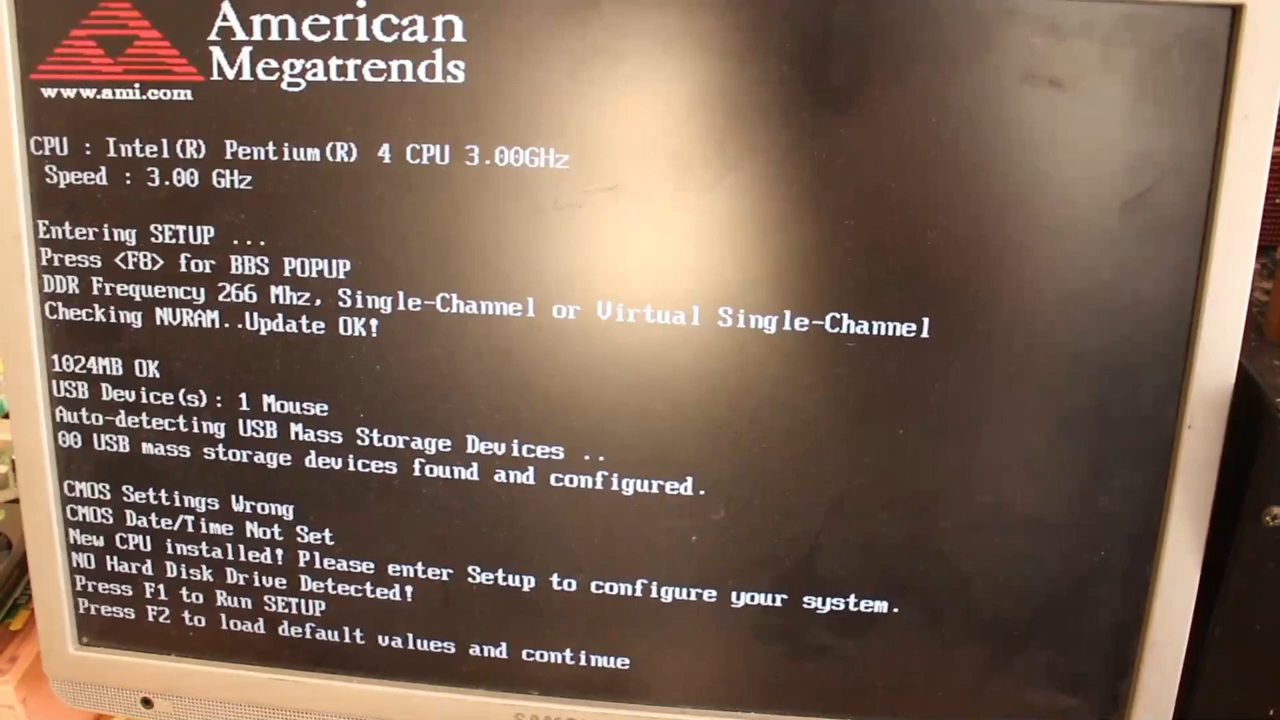 American
Megatrends
www.ami.com
CPU : Intel(R) Pentium(R) 4 CPU 3.00GHz
Speed : 3.00 GHz
Entering SETUP ...
Press <F8> for BBS POPUP
DDR Frequency 266 Mhz, Single-Channel or Virtual Single-Channel
Checking NVRAM..Update OK!
1024MB OK
USB Device(s): 1 Mouse
Auto-detecting USB Mass Storage Devices ..
00 USB mass storage devices found and configured.
CMOS Settings Wrong
CMOS Date/Time Not Set
New CPU installed! Please enter Setup to configure your system.
NO Hard Disk Drive Detected!
Press F1 to Run SETUP
Press F2 to load default values and continue